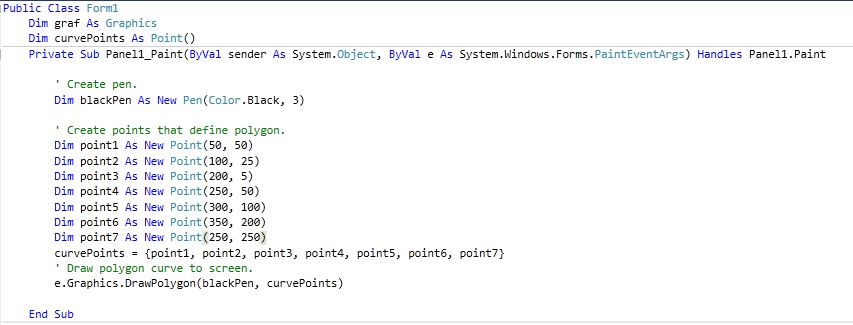 Public Class Form1
Dim graf As Graphics
Dim curvePoints As Point()
Private Sub Panel1_Paint(ByVal sender As System.Object, ByVal e As System.Windows.Forms.PaintEventArgs) Handles Panel1.Paint
' Create pen.
Dim blackPen As New Pen(Color.Black, 3)
' Create points that define polygon.
Dim point1 As New Point(50, 50)
Dim point2 As New Point(100, 25)
Dim point3 As New Point(200, 5)
Dim point4 As New Point(250, 50)
Dim point5 As New Point(300, 100)
Dim point6 As New Point(350, 200)
Dim point7 As New Point(250, 250)
curvePoints = {point1, point2, point3, point4, point5, point6, point7}
' Draw polygon curve to screen.
e.Graphics.DrawPolygon(blackPen, curvePoints)
End Sub